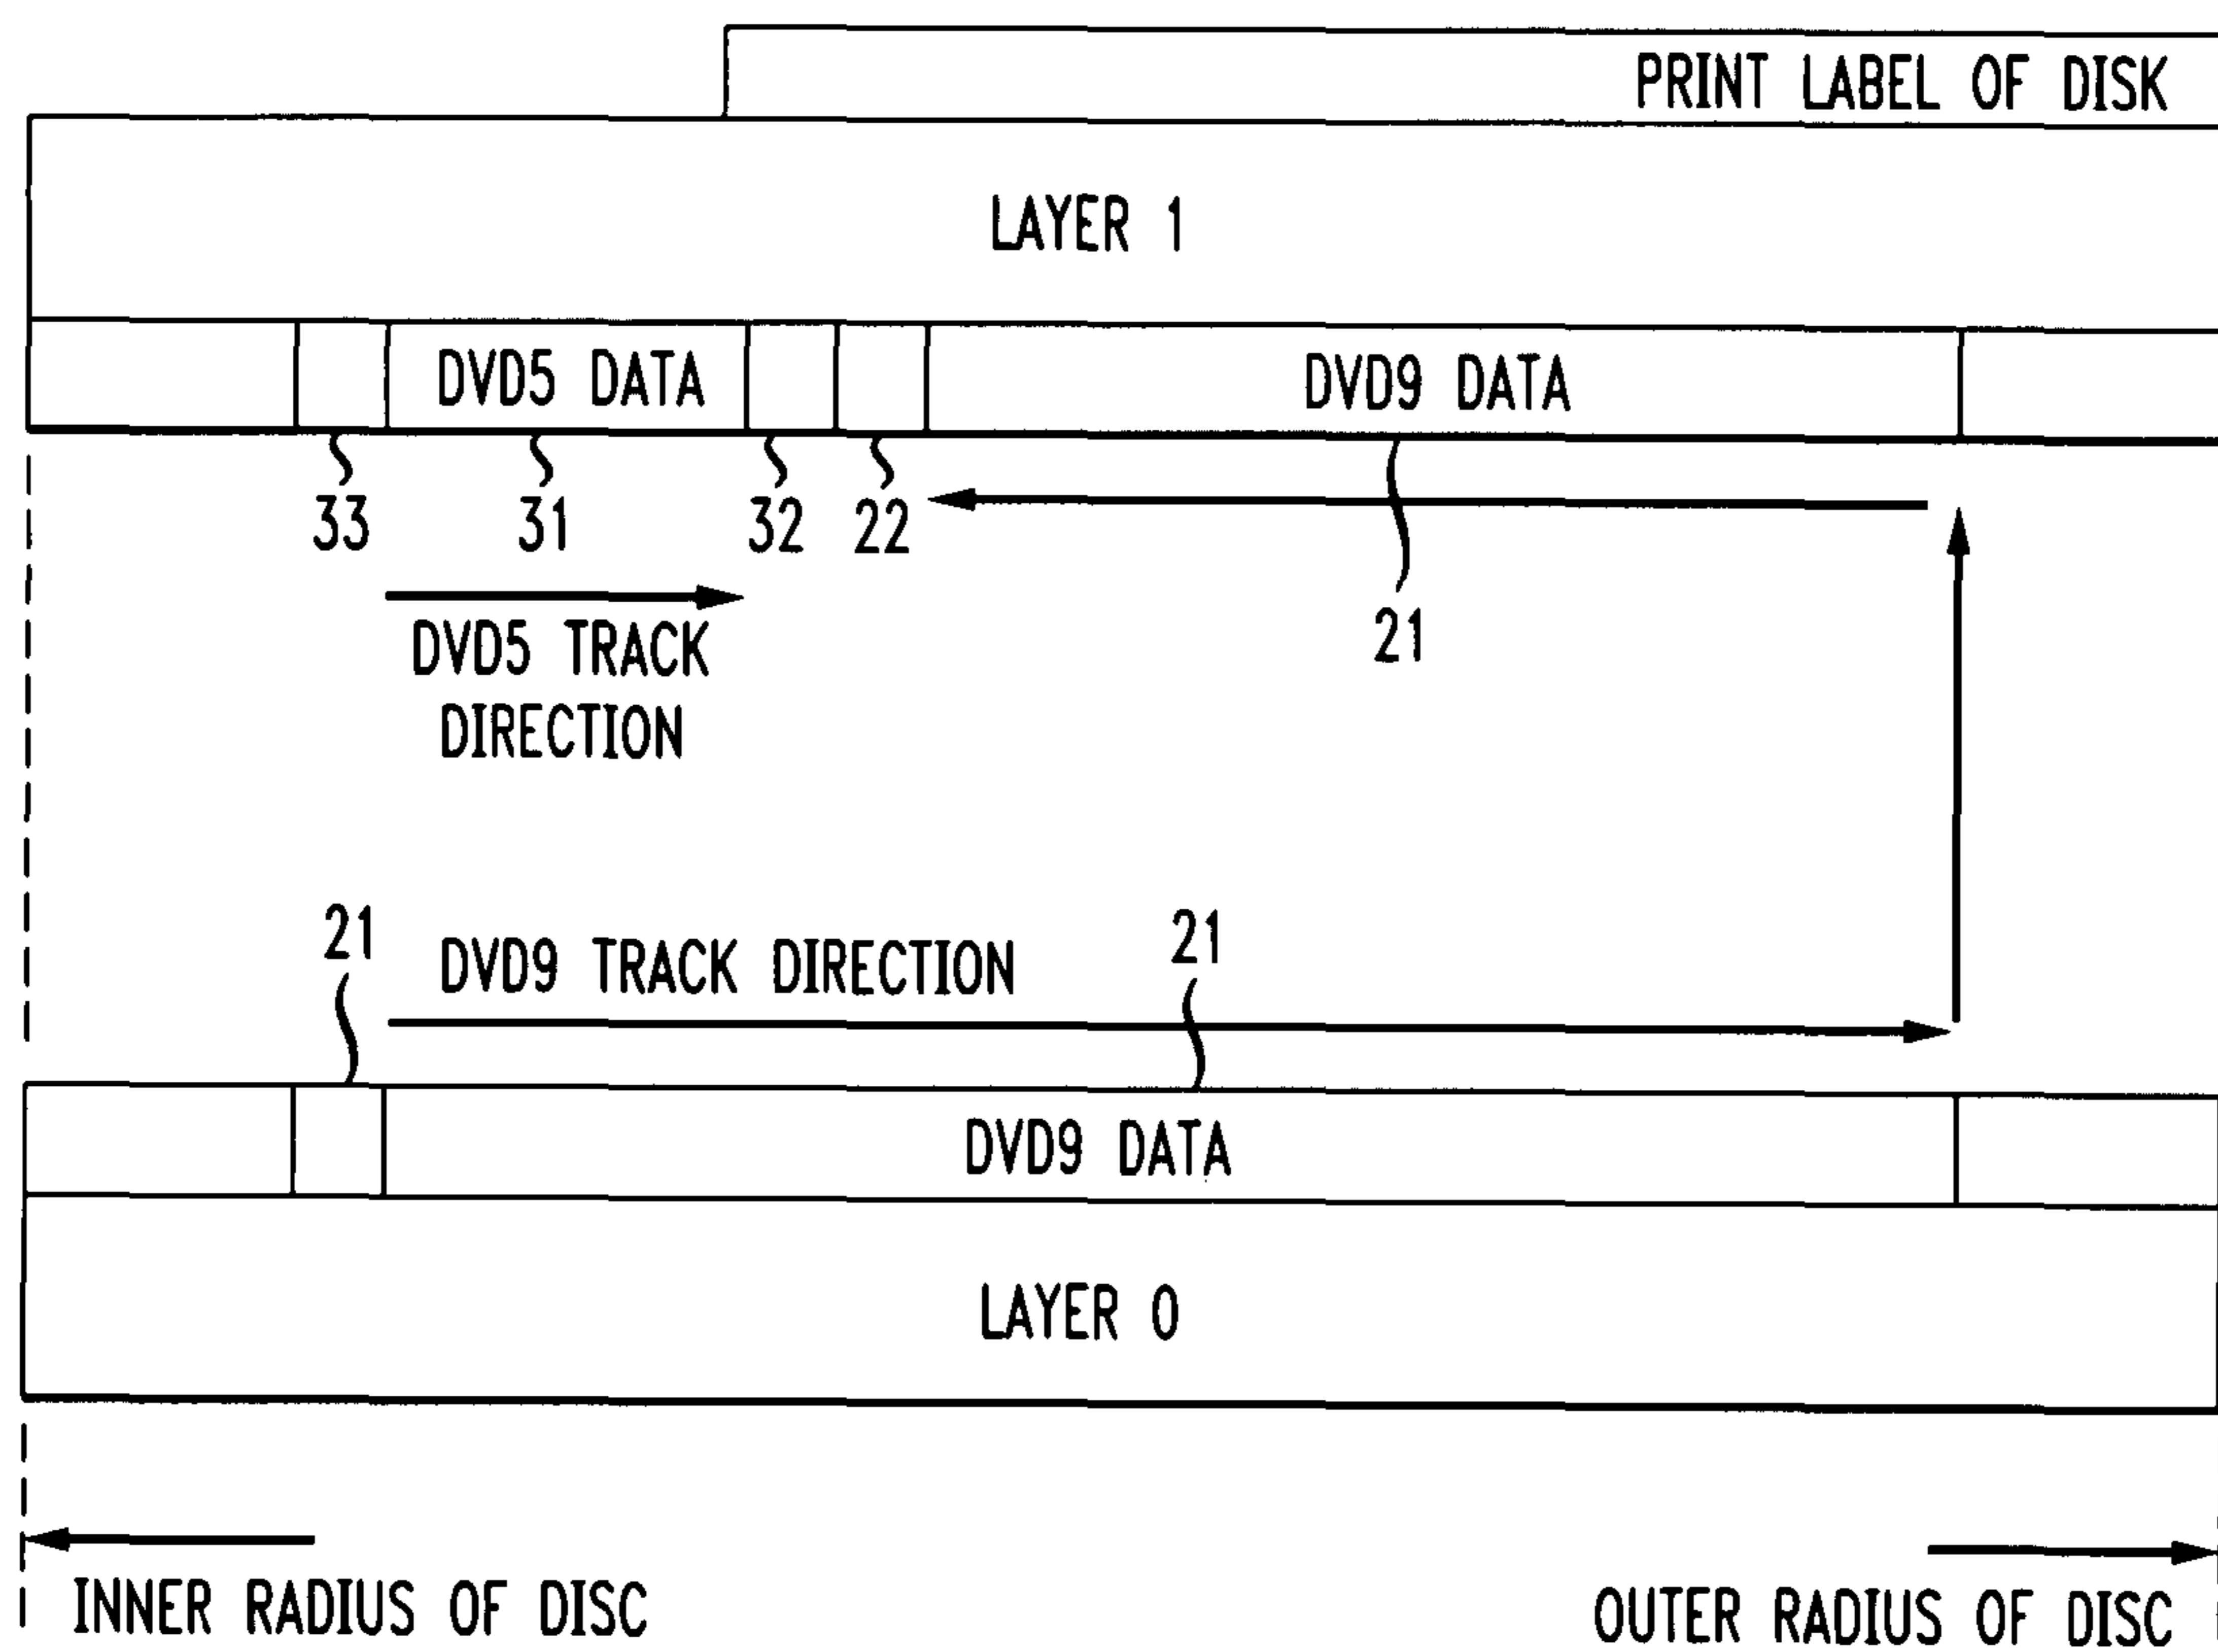 PRINT LABEL OF DISK
LAYER 1
DVD5 DATA
DVD9 DATA
33
31
32
22
21
DVD5 TRACK
DIRECTION
21
DVD9 TRACK DIRECTION
21
DVD9 DATA
LAYER 0
INNER RADIUS OF DISC
OUTER RADIUS OF DISC